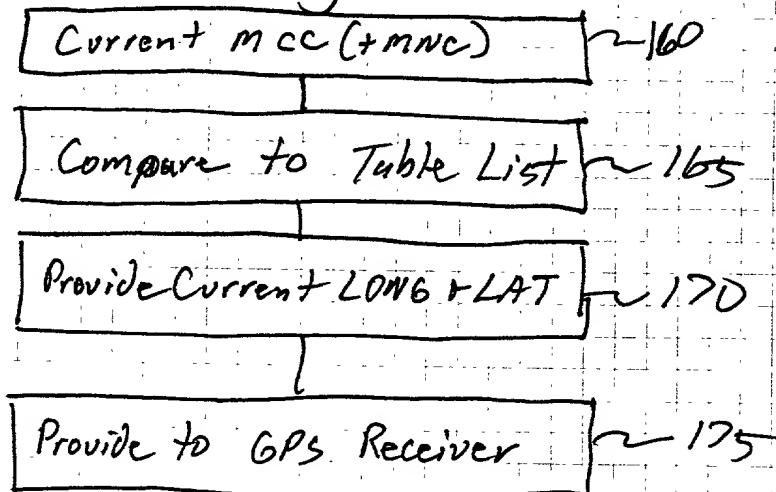 Current MCC (+MNC) 160
Compare to Table List 165
Provide Current LONG + LAT 170
Provide to GPS Receiver 175